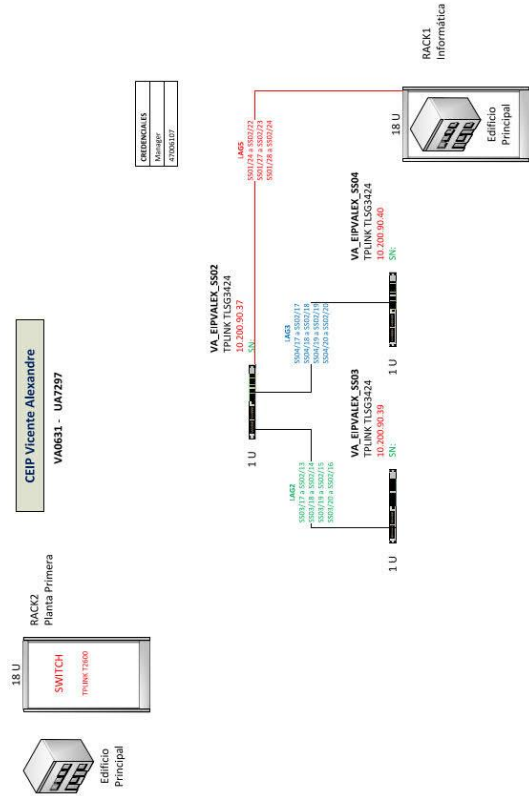 CEIP Vicente Alexandre
VA0631 - UA7297
RACK2
Planta Primera
18 U
SWITCH
TPLINK T2600
Edificio
Principal
CREDENCIALES
Manager
47006107
VA_EIPVALEX_SS02
TPLINK TLSG3424
10.200.90.37
SN:
1 U
LAG5
SS01/24 a SS02/22
SS01/27 a SS02/23
SS01/28 a SS02/24
LAG2
SS03/17 a SS02/13
SS03/18 a SS02/14
SS03/19 a SS02/15
SS03/20 a SS02/16
LAG3
SS04/17 a SS02/17
SS04/18 a SS02/18
SS04/19 a SS02/19
SS04/20 a SS02/20
VA_EIPVALEX_SS03
TPLINK TLSG3424
10.200.90.39
SN:
1 U
VA_EIPVALEX_SS04
TPLINK TLSG3424
10.200.90.40
SN:
1 U
RACK1
Informática
18 U
Edificio
Principal